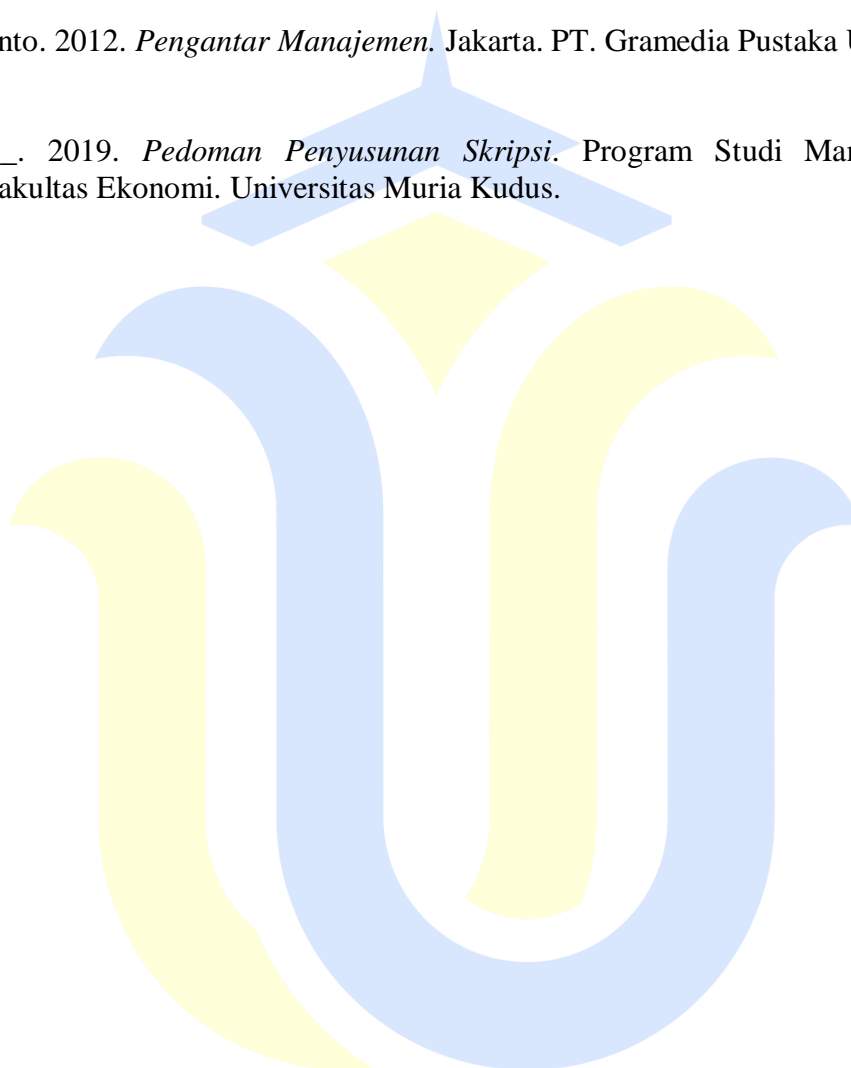 nto. 2012. Pengantar Manajemen. Jakarta. PT. Gramedia Pustaka
_. 2019. Pedoman Penyusunan Skripsi. Program Studi
akultas Ekonomi. Universitas Muria Kudus.